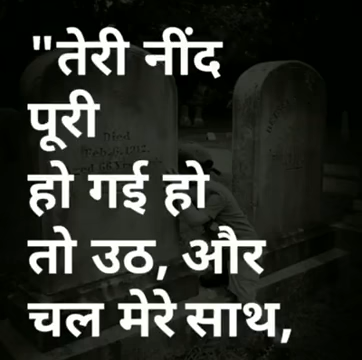 "तेरी नींद
पूरी
हो गई हो
तो उठ, और
चल मेरे साथ,